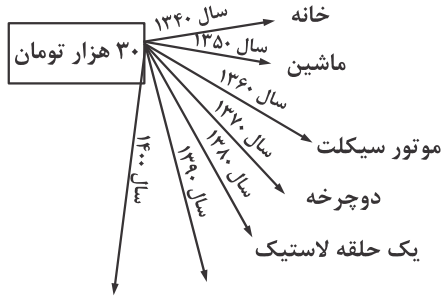 ۳۰ هزار تومان
سال ۱۳۴۰
خانه
سال ۱۳۵۰
ماشین
سال ۱۳۶۰
موتور سیکلت
سال ۱۳۷۰
دوچرخه
سال ۱۳۸۰
یک حلقه لاستیک
سال ۱۳۹۰
سال ۱۴۰۰